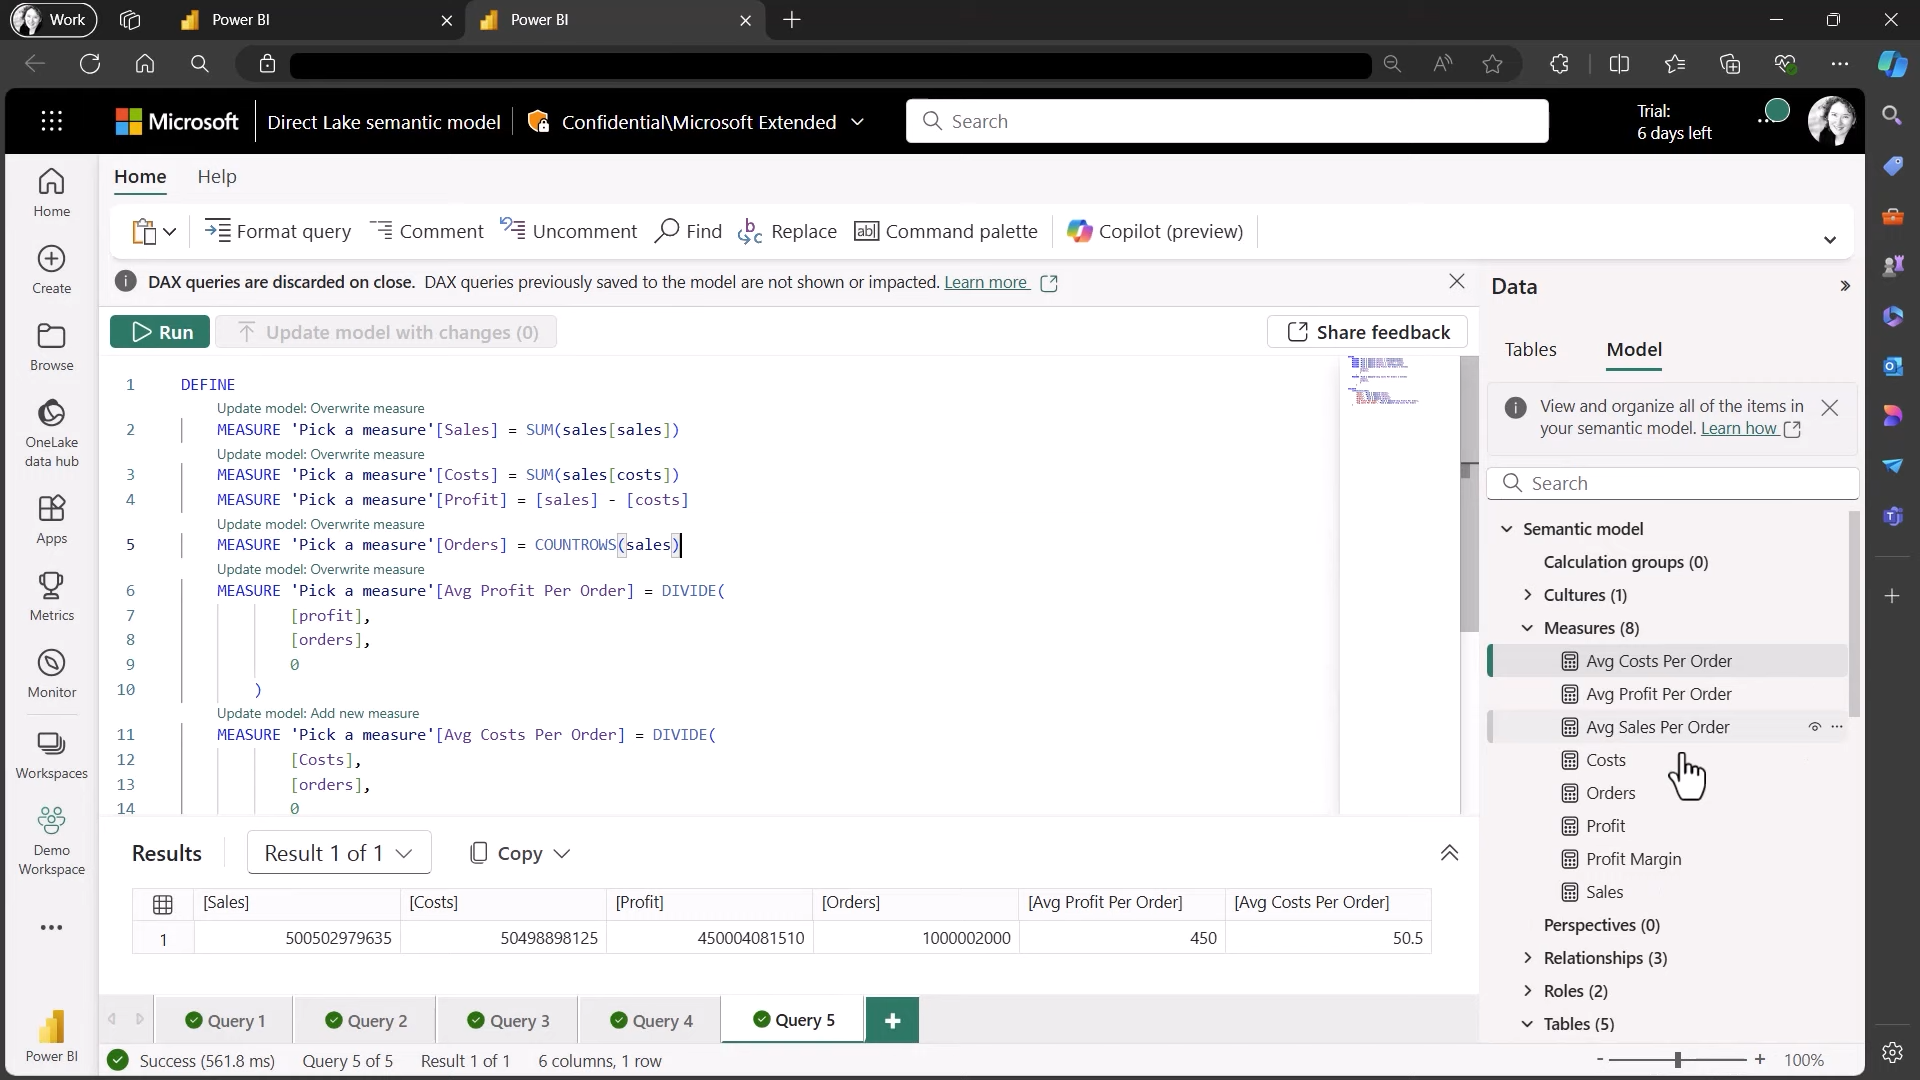 Work
Power BI
Power BI
Microsoft
Direct Lake semantic model
Confidential\Microsoft Extended
Search
Trial:
6 days left
Home
Help
Format query
Comment
Uncomment
Find
Replace
Command palette
Copilot (preview)
DAX queries are discarded on close. DAX queries previously saved to the model are not shown or impacted. Learn more
Run
Update model with changes (0)
Share feedback
Home
Create
Browse
OneLake
data hub
Apps
Metrics
Monitor
Workspaces
Demo
Workspace
Power BI
1 DEFINE
Update model: Overwrite measure
2 MEASURE 'Pick a measure'[Sales] = SUM(sales[sales])
Update model: Overwrite measure
3 MEASURE 'Pick a measure'[Costs] = SUM(sales[costs])
4 MEASURE 'Pick a measure'[Profit] = [sales] - [costs]
Update model: Overwrite measure
5 MEASURE 'Pick a measure'[Orders] = COUNTROWS(sales)
Update model: Overwrite measure
6 MEASURE 'Pick a measure'[Avg Profit Per Order] = DIVIDE(
7 [profit],
8 [orders],
9 0
10 )
Update model: Add new measure
11 MEASURE 'Pick a measure'[Avg Costs Per Order] = DIVIDE(
12 [Costs],
13 [orders],
14 0
Results
Result 1 of 1
Copy
[Sales] [Costs] [Profit] [Orders] [Avg Profit Per Order] [Avg Costs Per Order]
1 500502979635 50498898125 450004081510 1000002000 450 50.5
Query 1
Query 2
Query 3
Query 4
Query 5
Success (561.8 ms)
Query 5 of 5
Result 1 of 1
6 columns, 1 row
100%
Data
Tables
Model
View and organize all of the items in
your semantic model. Learn how
Search
Semantic model
Calculation groups (0)
Cultures (1)
Measures (8)
Avg Costs Per Order
Avg Profit Per Order
Avg Sales Per Order
Costs
Orders
Profit
Profit Margin
Sales
Perspectives (0)
Relationships (3)
Roles (2)
Tables (5)